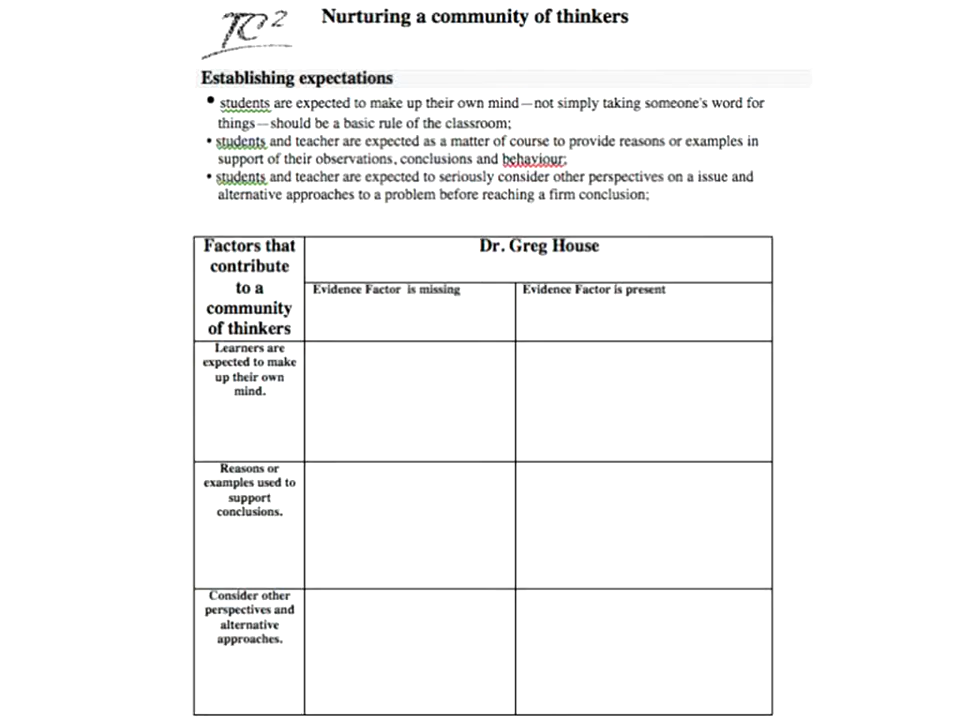 TC²
Nurturing a community of thinkers
Establishing expectations
• students are expected to make up their own mind—not simply taking someone's word for
things—should be a basic rule of the classroom;
• students and teacher are expected as a matter of course to provide reasons or examples in
support of their observations, conclusions and behaviour;
• students and teacher are expected to seriously consider other perspectives on a issue and
alternative approaches to a problem before reaching a firm conclusion;
Factors that
contribute
to a
community
of thinkers
Dr. Greg House
Evidence Factor is missing
Evidence Factor is present
Learners are
expected to make
up their own
mind.
Reasons or
examples used to
support
conclusions.
Consider other
perspectives and
alternative
approaches.